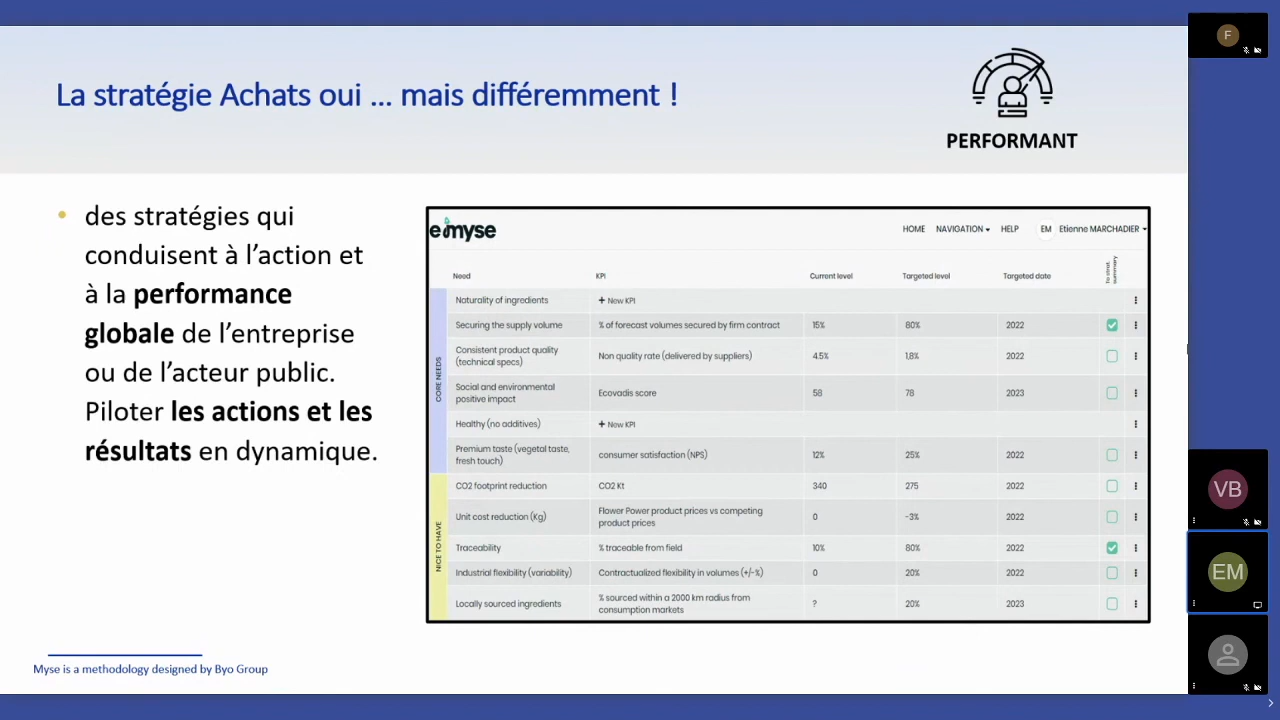 La stratégie Achats oui ... mais différemment !
PERFORMANT
• des stratégies qui
conduisent à l'action et
à la performance
globale de l'entreprise
ou de l'acteur public.
Piloter les actions et les
résultats en dynamique.
emyse
HOME NAVIGATION HELP EM Etienne MARCHADIER
Need KPI Current level Targeted level Targeted date To strat. summary
CORE NEEDS
Naturality of ingredients + New KPI
Securing the supply volume % of forecast volumes secured by firm contract 15% 80% 2022
Consistent product quality
(technical specs) Non quality rate (delivered by suppliers) 4.5% 1,8% 2022
Social and environmental
positive impact Ecovadis score 58 78 2023
Healthy (no additives) + New KPI
Premium taste (vegetal taste,
fresh touch) consumer satisfaction (NPS) 12% 25% 2022
NICE TO HAVE
CO2 footprint reduction CO2 Kt 340 275 2022
Unit cost reduction (Kg) Flower Power product prices vs competing
product prices 0 -3% 2022
Traceability % traceable from field 10% 80% 2022
Industrial flexibility (variability) Contractualized flexibility in volumes (+/-%) 0 20% 2022
Locally sourced ingredients % sourced within a 2000 km radius from
consumption markets ? 20% 2023
Myse is a methodology designed by Byo Group
F
VB
EM